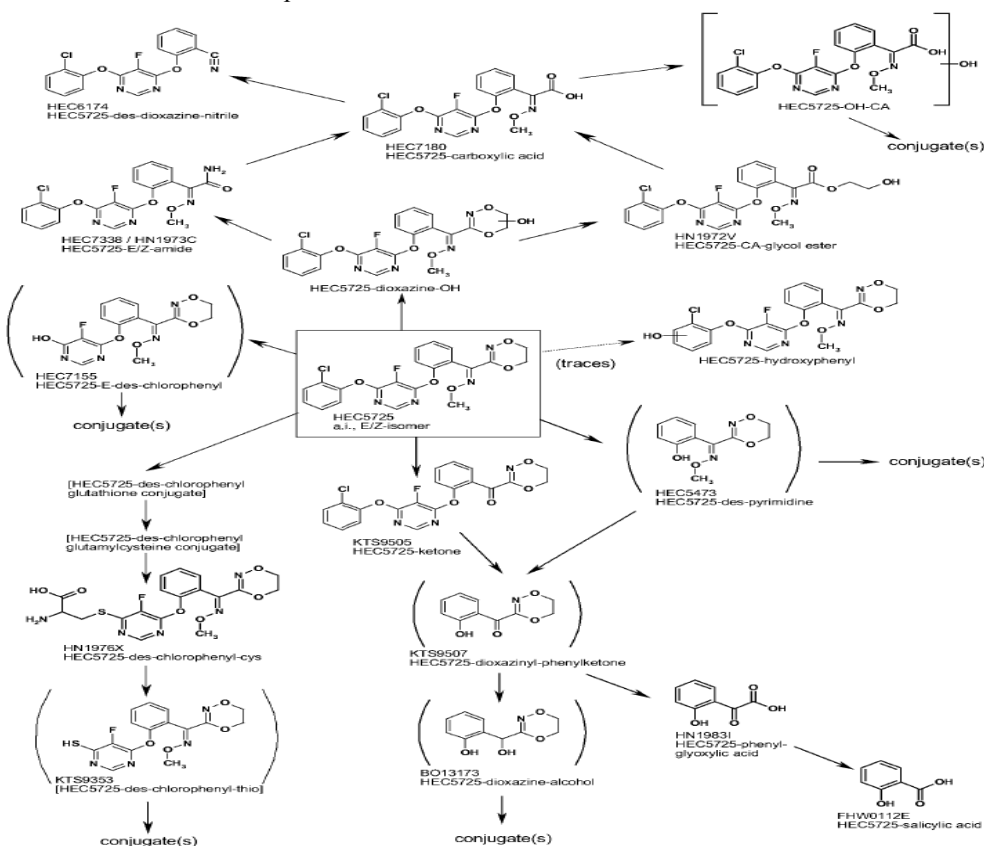 HEC6174
HEC5725-des-dioxazine-nitrile
HEC7180
HEC5725-carboxylic acid
HEC5725-OH-CA
conjugate(s)
HEC7338 / HN1973C
HEC5725-E/Z-amide
HEC5725-dioxazine-OH
HN1972V
HEC5725-CA-glycol ester
HEC7155
HEC5725-E-des-chlorophenyl
conjugate(s)
HEC5725
a.i., E/Z-isomer
(traces)
HEC5725-hydroxyphenyl
[HEC5725-des-chlorophenyl
glutathione conjugate]
HEC5473
HEC5725-des-pyrimidine
conjugate(s)
[HEC5725-des-chlorophenyl
glutamylcysteine conjugate]
KTS9505
HEC5725-ketone
HN1976X
HEC5725-des-chlorophenyl-cys
KTS9507
HEC5725-dioxazinyl-phenylketone
KTS9353
[HEC5725-des-chlorophenyl-thio]
conjugate(s)
BO13173
HEC5725-dioxazine-alcohol
conjugate(s)
HN1983I
HEC5725-phenyl-
glyoxylic acid
FHW0112E
HEC5725-salicylic acid